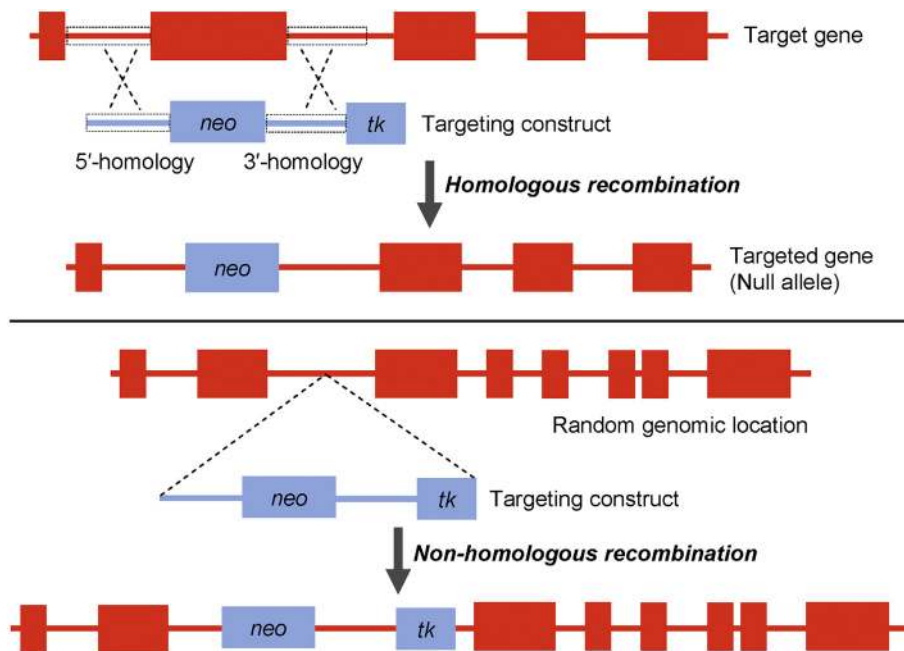 Target gene
neo
tk
Targeting construct
5′-homology
3′-homology
Homologous recombination
neo
Targeted gene
(Null allele)
Random genomic location
neo
tk
Targeting construct
Non-homologous recombination
neo
tk